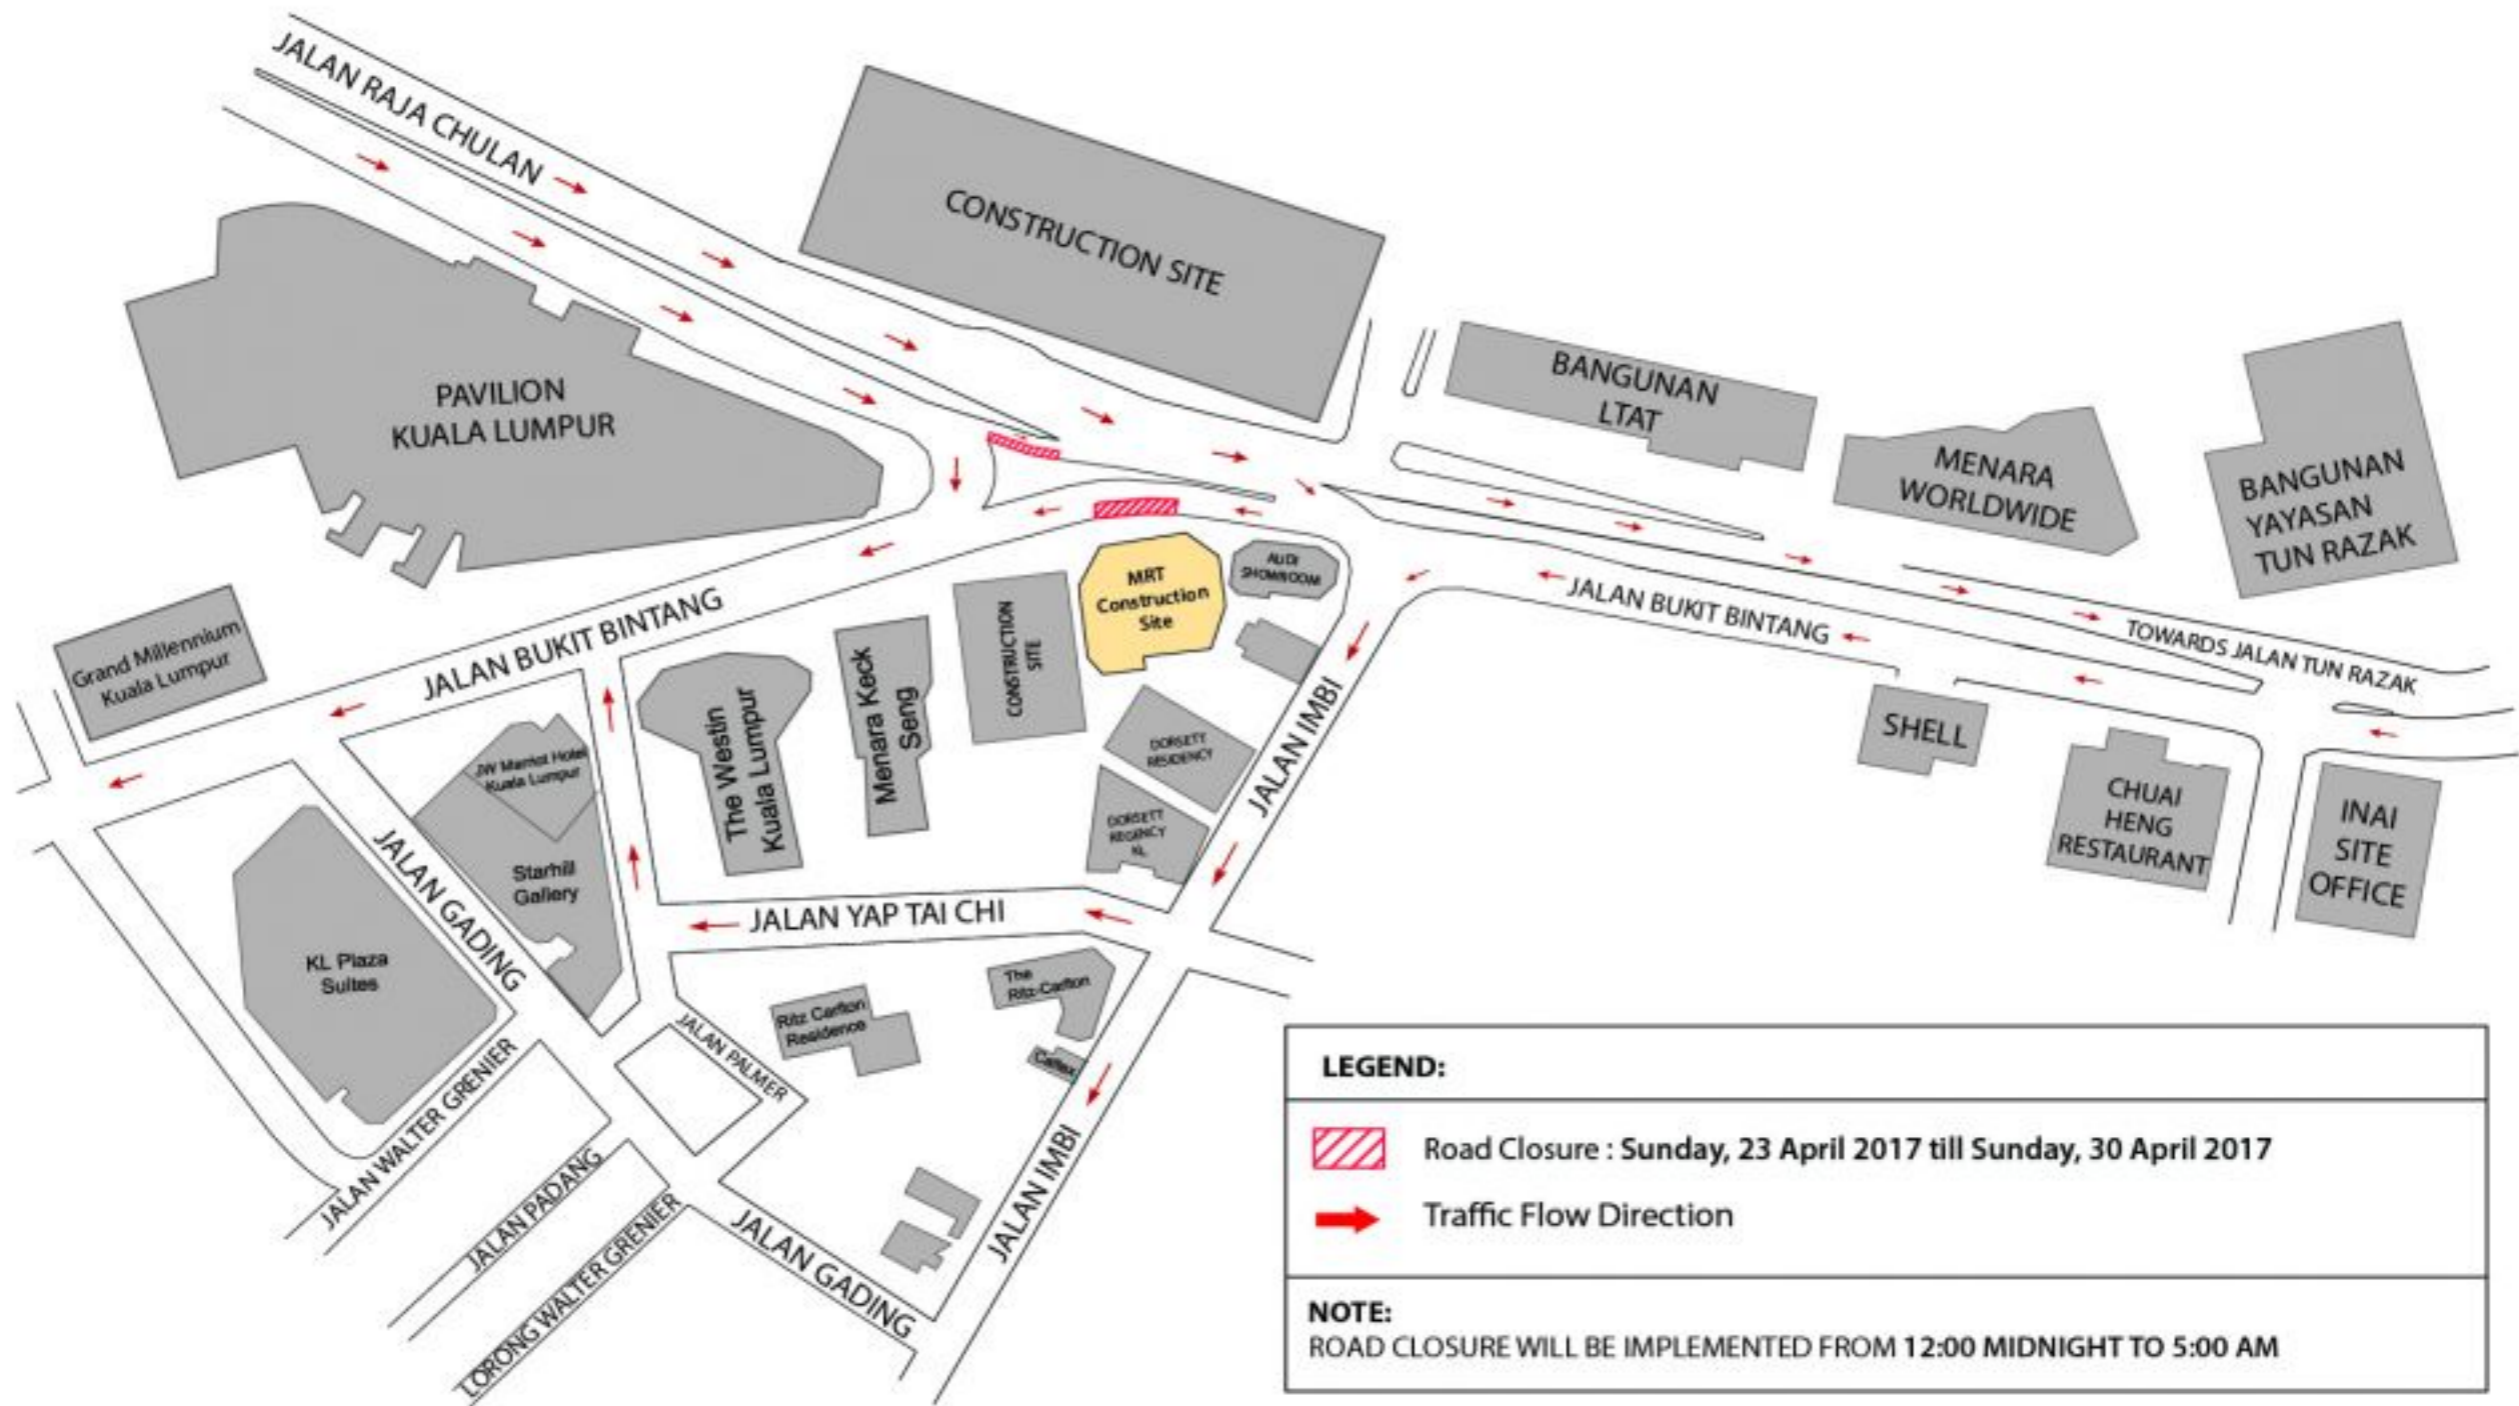 JALAN RAJA CHULAN
CONSTRUCTION SITE
PAVILION
KUALA LUMPUR
BANGUNAN
LTAT
MENARA
WORLDWIDE
BANGUNAN
YAYASAN
TUN RAZAK
MRT
Construction
Site
AUDI
SHOWROOM
CONSTRUCTION
SITE
JALAN BUKIT BINTANG
TOWARDS JALAN TUN RAZAK
Grand Millennium
Kuala Lumpur
JALAN BUKIT BINTANG
The Westin
Kuala Lumpur
Menara Keck
Seng
JALAN IMBI
SHELL
DORSETT
RESIDENCY
DORSETT
REGENCY
KL
CHUAI
HENG
RESTAURANT
INAI
SITE
OFFICE
JW Marriot Hotel
Kuala Lumpur
Starhill
Gallery
JALAN GADING
JALAN YAP TAI CHI
KL Plaza
Suites
The
Ritz-Carlton
Ritz Carlton
Residence
Caltex
JALAN PALMER
JALAN WALTER GRENIER
JALAN PADANG
LORONG WALTER GRENIER
JALAN GADING
JALAN IMBI
LEGEND:
Road Closure : Sunday, 23 April 2017 till Sunday, 30 April 2017
Traffic Flow Direction
NOTE:
ROAD CLOSURE WILL BE IMPLEMENTED FROM 12:00 MIDNIGHT TO 5:00 AM